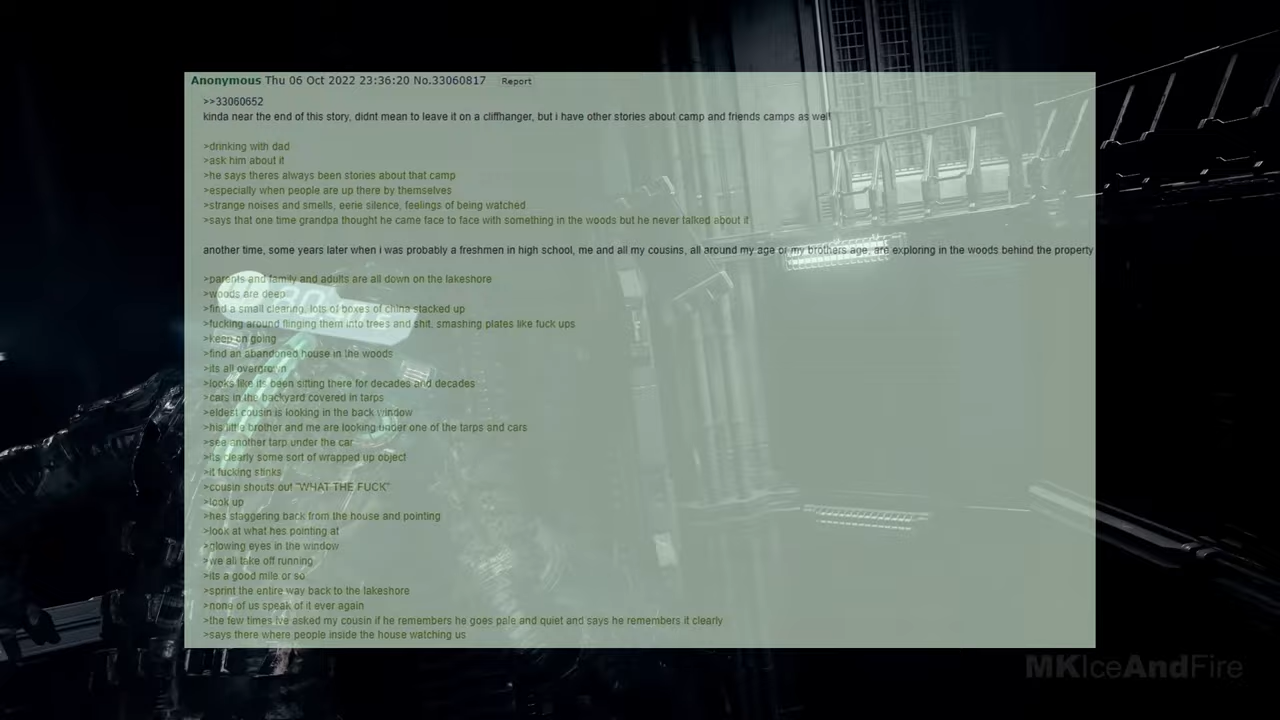 Anonymous Thu 06 Oct 2022 23:36:20 No.33060817 Report
>>33060652
kinda near the end of this story, didnt mean to leave it on a cliffhanger, but i have other stories about camp and friends camps as well
>drinking with dad
>ask him about it
>he says theres always been stories about that camp
>especially when people are up there by themselves
>strange noises and smells, eerie silence, feelings of being watched
>says that one time grandpa thought he came face to face with something in the woods but he never talked about it
another time, some years later when i was probably a freshmen in high school, me and all my cousins, all around my age or my brothers age, are exploring in the woods behind the property
>parents and family and adults are all down on the lakeshore
>woods are deep
>find a small clearing, lots of boxes of china stacked up
>fucking around flinging them into trees and shit, smashing plates like fuck ups
>keep on going
>find an abandoned house in the woods
>its all overgrown
>looks like its been sitting there for decades and decades
>cars in the backyard covered in tarps
>eldest cousin is looking in the back window
>his little brother and me are looking under one of the tarps and cars
>see another tarp under the car
>its clearly some sort of wrapped up object
>it fucking stinks
>cousin shouts out "WHAT THE FUCK"
>look up
>hes staggering back from the house and pointing
>look at what hes pointing at
>glowing eyes in the window
>we all take off running
>its a good mile or so
>sprint the entire way back to the lakeshore
>none of us speak of it ever again
>the few times ive asked my cousin if he remembers he goes pale and quiet and says he remembers it clearly
>says there where people inside the house watching us
MKIceAndFire